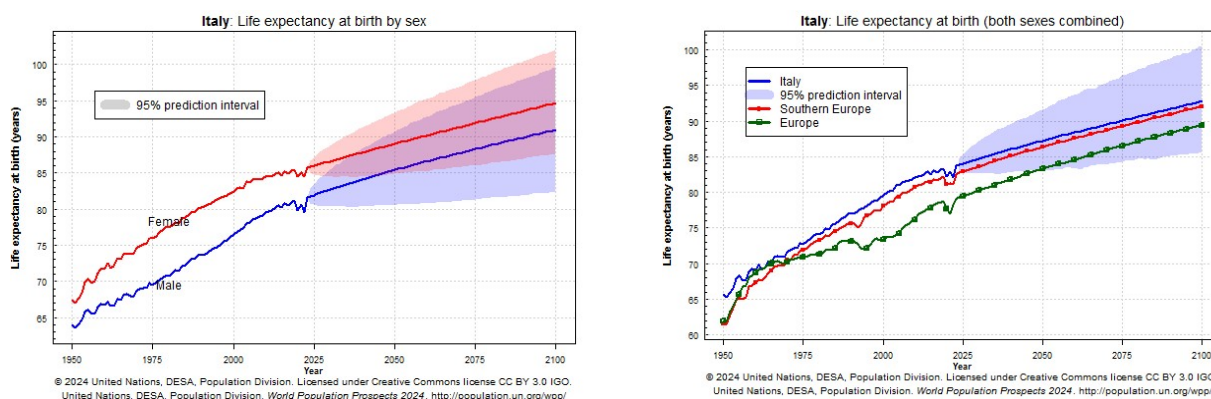 Italy: Life expectancy at birth by sex
Life expectancy at birth (years)
100
95
90
85
80
75
70
65
95% prediction interval
Female
Male
1950
1975
2000
2025
2050
2075
2100
Year
© 2024 United Nations, DESA, Population Division. Licensed under Creative Commons license CC BY 3.0 IGO.
United Nations, DESA, Population Division. World Population Prospects 2024. http://population.un.org/wpp/
Italy: Life expectancy at birth (both sexes combined)
Life expectancy at birth (years)
100
95
90
85
80
75
70
65
60
Italy
95% prediction interval
Southern Europe
Europe
1950
1975
2000
2025
2050
2075
2100
Year
© 2024 United Nations, DESA, Population Division. Licensed under Creative Commons license CC BY 3.0 IGO
United Nations, DESA, Population Division. World Population Prospects 2024. http://population.un.org/wpp/